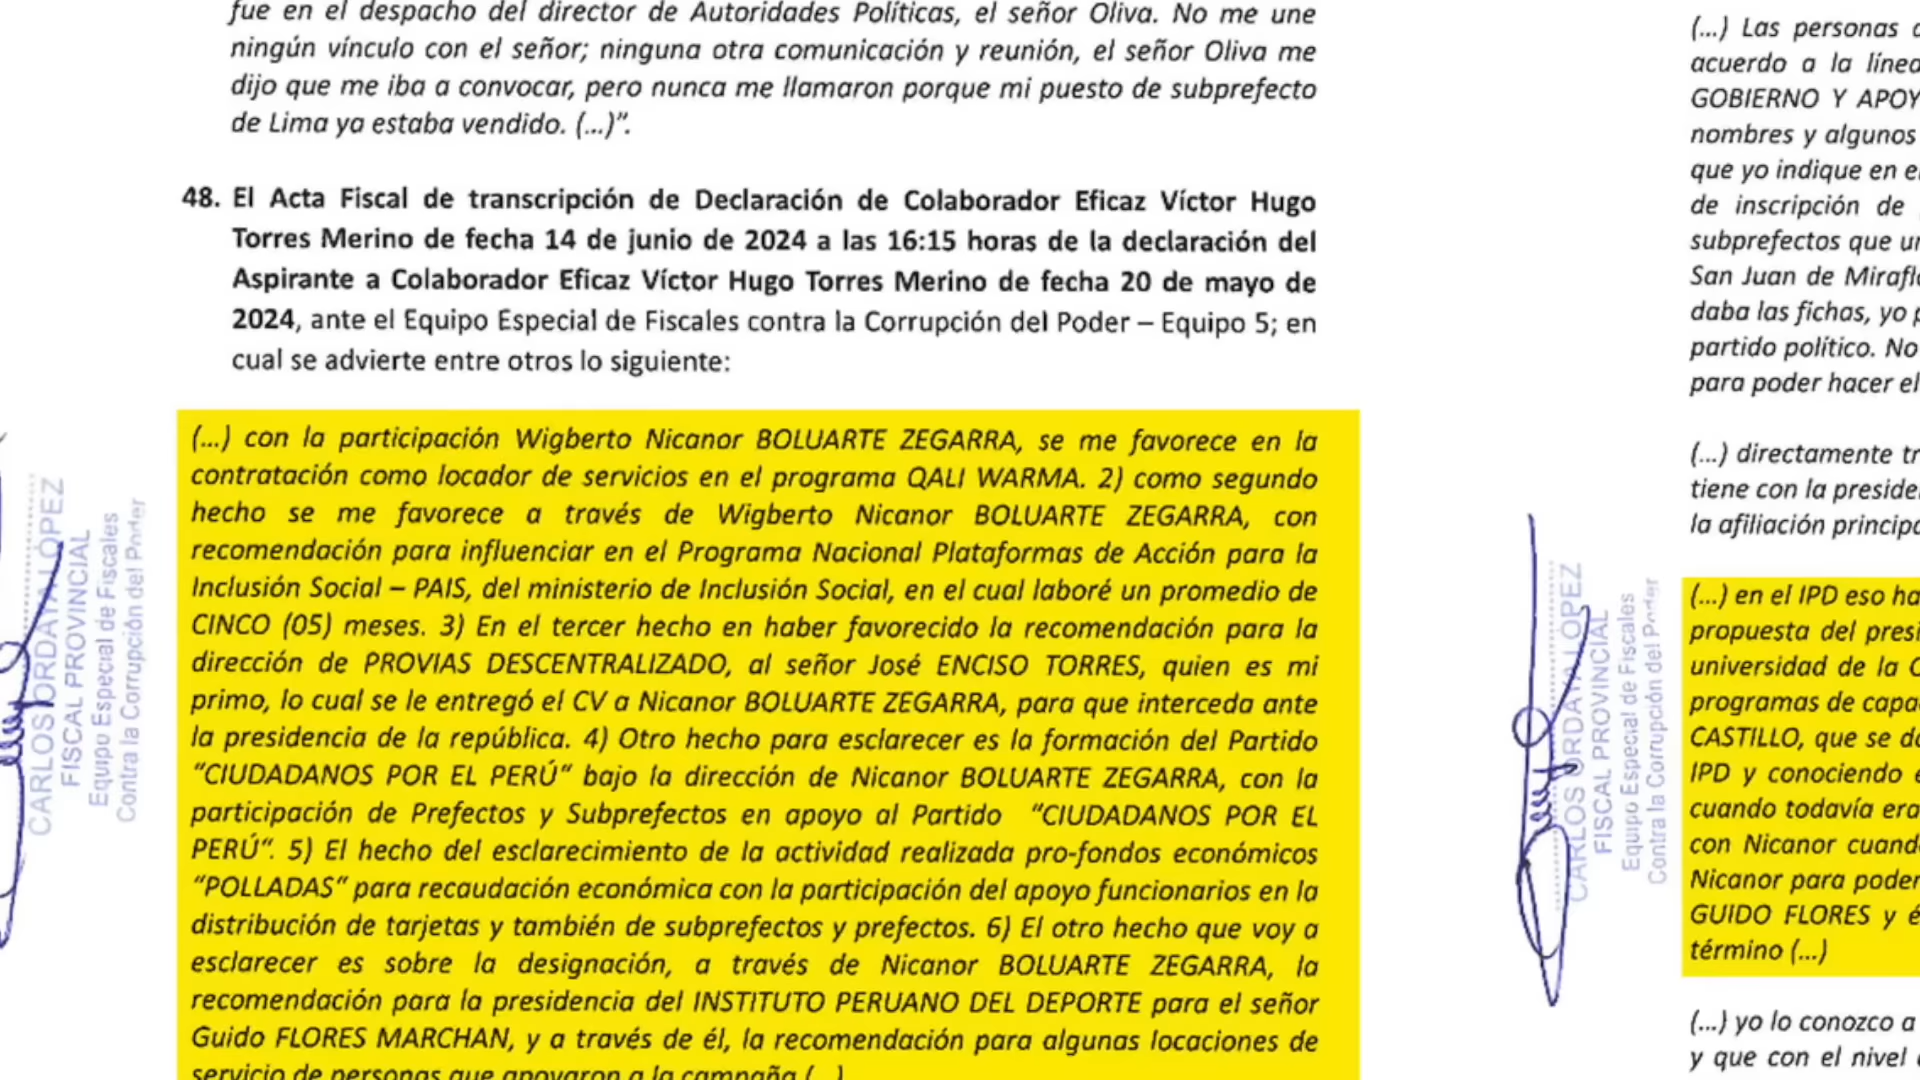 fue en el despacho del director de Autoridades Políticas, el señor Oliva. No me une
ningún vínculo con el señor; ninguna otra comunicación y reunión, el señor Oliva me
dijo que me iba a convocar, pero nunca me llamaron porque mi puesto de subprefecto
de Lima ya estaba vendido. (...)”.
48. El Acta Fiscal de transcripción de Declaración de Colaborador Eficaz Víctor Hugo
Torres Merino de fecha 14 de junio de 2024 a las 16:15 horas de la declaración del
Aspirante a Colaborador Eficaz Víctor Hugo Torres Merino de fecha 20 de mayo de
2024, ante el Equipo Especial de Fiscales contra la Corrupción del Poder – Equipo 5; en
cual se advierte entre otros lo siguiente:
(...) con la participación Wigberto Nicanor BOLUARTE ZEGARRA, se me favorece en la
contratación como locador de servicios en el programa QALI WARMA. 2) como segundo
hecho se me favorece a través de Wigberto Nicanor BOLUARTE ZEGARRA, con
recomendación para influenciar en el Programa Nacional Plataformas de Acción para la
Inclusión Social – PAIS, del ministerio de Inclusión Social, en el cual laboré un promedio de
CINCO (05) meses. 3) En el tercer hecho en haber favorecido la recomendación para la
dirección de PROVIAS DESCENTRALIZADO, al señor José ENCISO TORRES, quien es mi
primo, lo cual se le entregó el CV a Nicanor BOLUARTE ZEGARRA, para que interceda ante
la presidencia de la república. 4) Otro hecho para esclarecer es la formación del Partido
“CIUDADANOS POR EL PERÚ“ bajo la dirección de Nicanor BOLUARTE ZEGARRA, con la
participación de Prefectos y Subprefectos en apoyo al Partido “CIUDADANOS POR EL
PERÚ“. 5) El hecho del esclarecimiento de la actividad realizada pro-fondos económicos
“POLLADAS“ para recaudación económica con la participación del apoyo funcionarios en la
distribución de tarjetas y también de subprefectos y prefectos. 6) El otro hecho que voy a
esclarecer es sobre la designación, a través de Nicanor BOLUARTE ZEGARRA, la
recomendación para la presidencia del INSTITUTO PERUANO DEL DEPORTE para el señor
Guido FLORES MARCHAN, y a través de él, la recomendación para algunas locaciones de
servicio de personas que apoyaron a la campaña (...)
CARLOS ORDAYA LOPEZ
FISCAL PROVINCIAL
Equipo Especial de Fiscales
Contra la Corrupción del Poder
(...) Las personas
acuerdo a la línea
GOBIERNO Y APOY
nombres y algunos
que yo indique en
de inscripción de
subprefectos que
San Juan de Mirafl
daba las fichas, yo
partido político. No
para poder hacer el
(...) directamente
tiene con la preside
la afiliación principa
(...) en el IPD eso
propuesta del presi
universidad de la
programas de capa
CASTILLO, que se
IPD y conociendo
cuando todavía era
con Nicanor cuand
Nicanor para poder
GUIDO FLORES y
término (...)
(...) yo lo conozco a
y que con el nivel
CARLOS ORDAYA LOPEZ
FISCAL PROVINCIAL
Equipo Especial de Fiscales
Contra la Corrupción del Poder